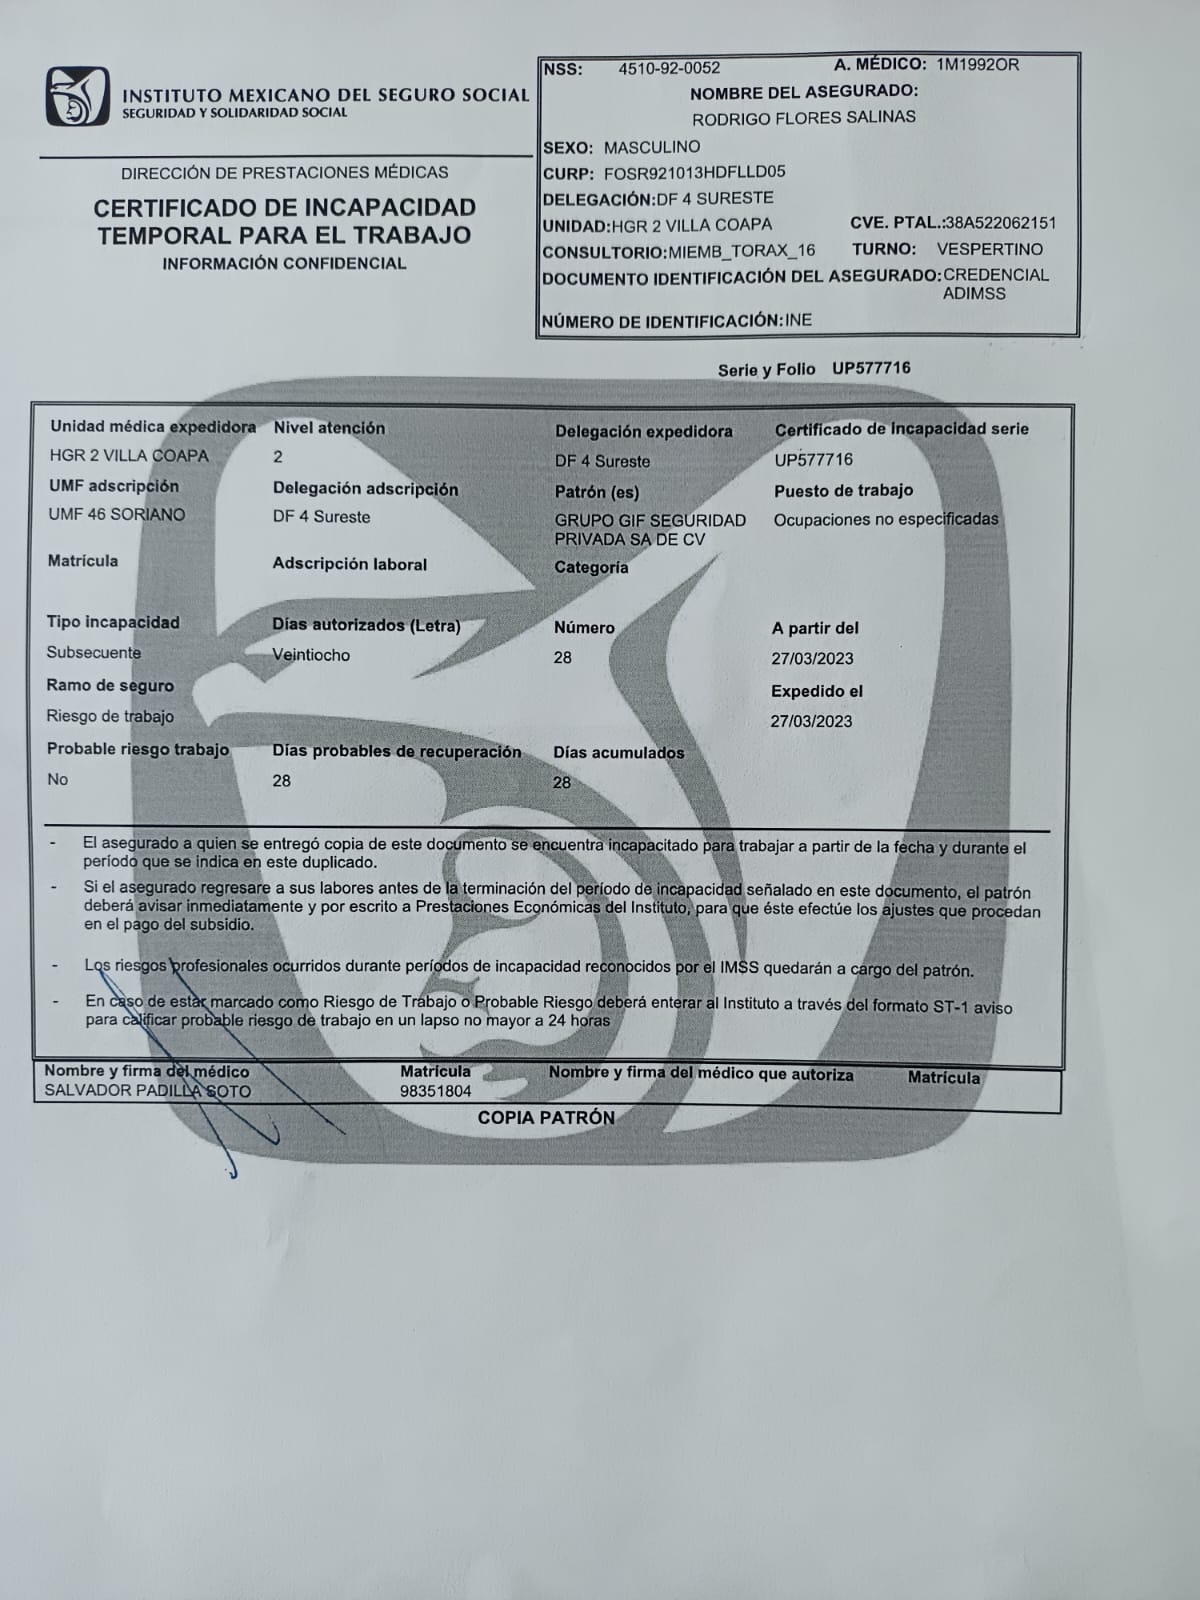 INSTITUTO MEXICANO DEL SEGURO SOCIAL
SEGURIDAD Y SOLIDARIDAD SOCIAL
DIRECCIÓN DE PRESTACIONES MÉDICAS
CERTIFICADO DE INCAPACIDAD
TEMPORAL PARA EL TRABAJO
INFORMACIÓN CONFIDENCIAL
NSS: 4510-92-0052 A. MÉDICO: 1M1992OR
NOMBRE DEL ASEGURADO:
RODRIGO FLORES SALINAS
SEXO: MASCULINO
CURP: FOSR921013HDFLLD05
DELEGACIÓN:DF 4 SURESTE
UNIDAD:HGR 2 VILLA COAPA CVE. PTAL.:38A522062151
CONSULTORIO:MIEMB_TORAX_16 TURNO: VESPERTINO
DOCUMENTO IDENTIFICACIÓN DEL ASEGURADO:CREDENCIAL
ADIMSS
NÚMERO DE IDENTIFICACIÓN:INE
Serie y Folio UP577716
Unidad médica expedidora Nivel atención Delegación expedidora Certificado de Incapacidad serie
HGR 2 VILLA COAPA 2 DF 4 Sureste UP577716
UMF adscripción Delegación adscripción Patrón (es) Puesto de trabajo
UMF 46 SORIANO DF 4 Sureste GRUPO GIF SEGURIDAD Ocupaciones no especificadas
PRIVADA SA DE CV
Matrícula Adscripción laboral Categoría
Tipo incapacidad Días autorizados (Letra) Número A partir del
Subsecuente Veintiocho 28 27/03/2023
Ramo de seguro Expedido el
Riesgo de trabajo 27/03/2023
Probable riesgo trabajo Días probables de recuperación Días acumulados
No 28 28
- El asegurado a quien se entregó copia de este documento se encuentra incapacitado para trabajar a partir de la fecha y durante el
período que se indica en este duplicado.
- Si el asegurado regresare a sus labores antes de la terminación del período de incapacidad señalado en este documento, el patrón
deberá avisar inmediatamente y por escrito a Prestaciones Económicas del Instituto, para que éste efectúe los ajustes que procedan
en el pago del subsidio.
- Los riesgos profesionales ocurridos durante períodos de incapacidad reconocidos por el IMSS quedarán a cargo del patrón.
- En caso de estar marcado como Riesgo de Trabajo o Probable Riesgo deberá enterar al Instituto a través del formato ST-1 aviso
para calificar probable riesgo de trabajo en un lapso no mayor a 24 horas
Nombre y firma del médico Matrícula Nombre y firma del médico que autoriza Matrícula
SALVADOR PADILLA SOTO 98351804
COPIA PATRÓN